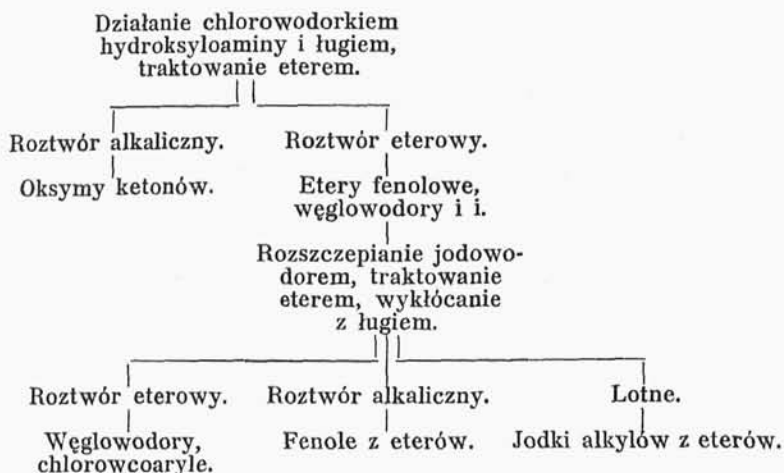 Działanie chlorowodorkiem
hydroksyloaminy i ługiem,
traktowanie eterem.
Roztwór alkaliczny. Roztwór eterowy.
Oksymy ketonów. Etery fenolowe,
węglowodory i i.
Rozszczepianie jodowo-
dorem, traktowanie
eterem, wykłócanie
z ługiem.
Roztwór eterowy. Roztwór alkaliczny. Lotne.
Węglowodory, Fenole z eterów. Jodki alkylów z eterów.
chlorowcoaryle.